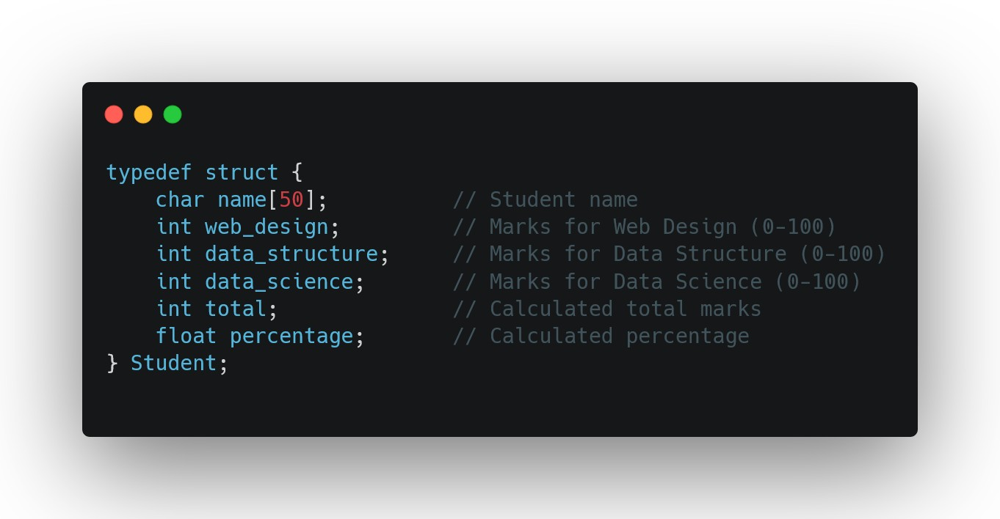 typedef struct {
    char name[50];          // Student name
    int web_design;         // Marks for Web Design (0-100)
    int data_structure;     // Marks for Data Structure (0-100)
    int data_science;       // Marks for Data Science (0-100)
    int total;              // Calculated total marks
    float percentage;       // Calculated percentage
} Student;